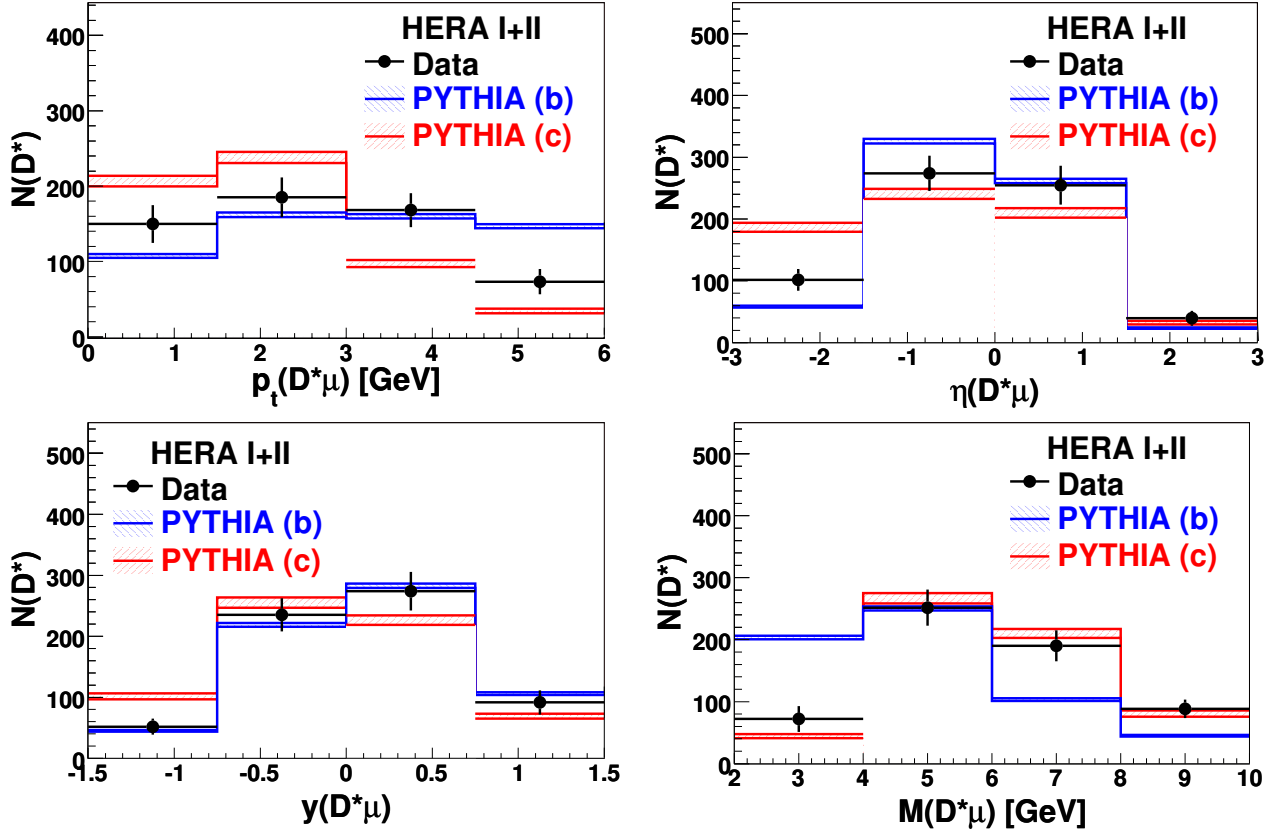 HERA I+II
Data
PYTHIA (b)
PYTHIA (c)
N(D*)
400
300
200
100
0
0 1 2 3 4 5 6
p_t(D*μ) [GeV]
HERA I+II
Data
PYTHIA (b)
PYTHIA (c)
N(D*)
500
400
300
200
100
0
-3 -2 -1 0 1 2 3
η(D*μ)
HERA I+II
Data
PYTHIA (b)
PYTHIA (c)
N(D*)
500
400
300
200
100
0
-1.5 -1 -0.5 0 0.5 1 1.5
y(D*μ)
HERA I+II
Data
PYTHIA (b)
PYTHIA (c)
N(D*)
500
400
300
200
100
0
2 3 4 5 6 7 8 9 10
M(D*μ) [GeV]